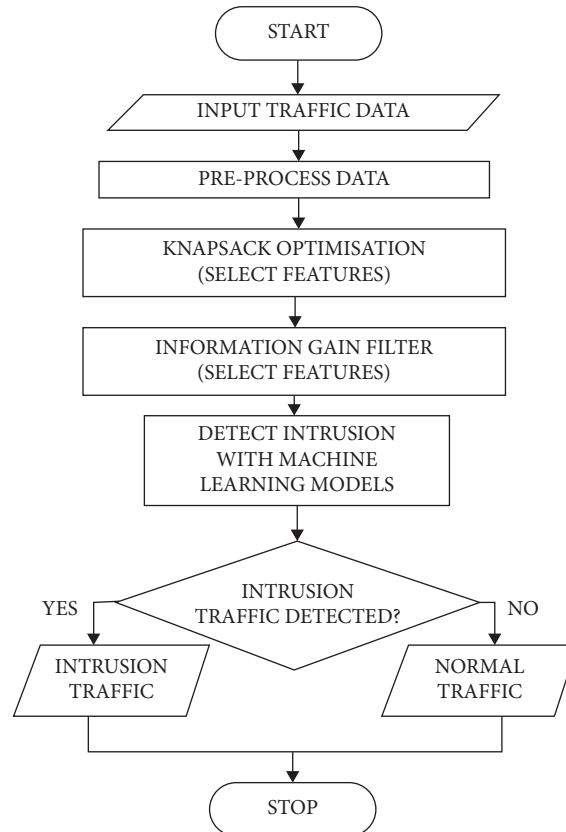 START
INPUT TRAFFIC DATA
PRE-PROCESS DATA
KNAPSACK OPTIMISATION
(SELECT FEATURES)
INFORMATION GAIN FILTER
(SELECT FEATURES)
DETECT INTRUSION
WITH MACHINE
LEARNING MODELS
INTRUSION
TRAFFIC DETECTED?
YES
NO
INTRUSION
TRAFFIC
NORMAL
TRAFFIC
STOP